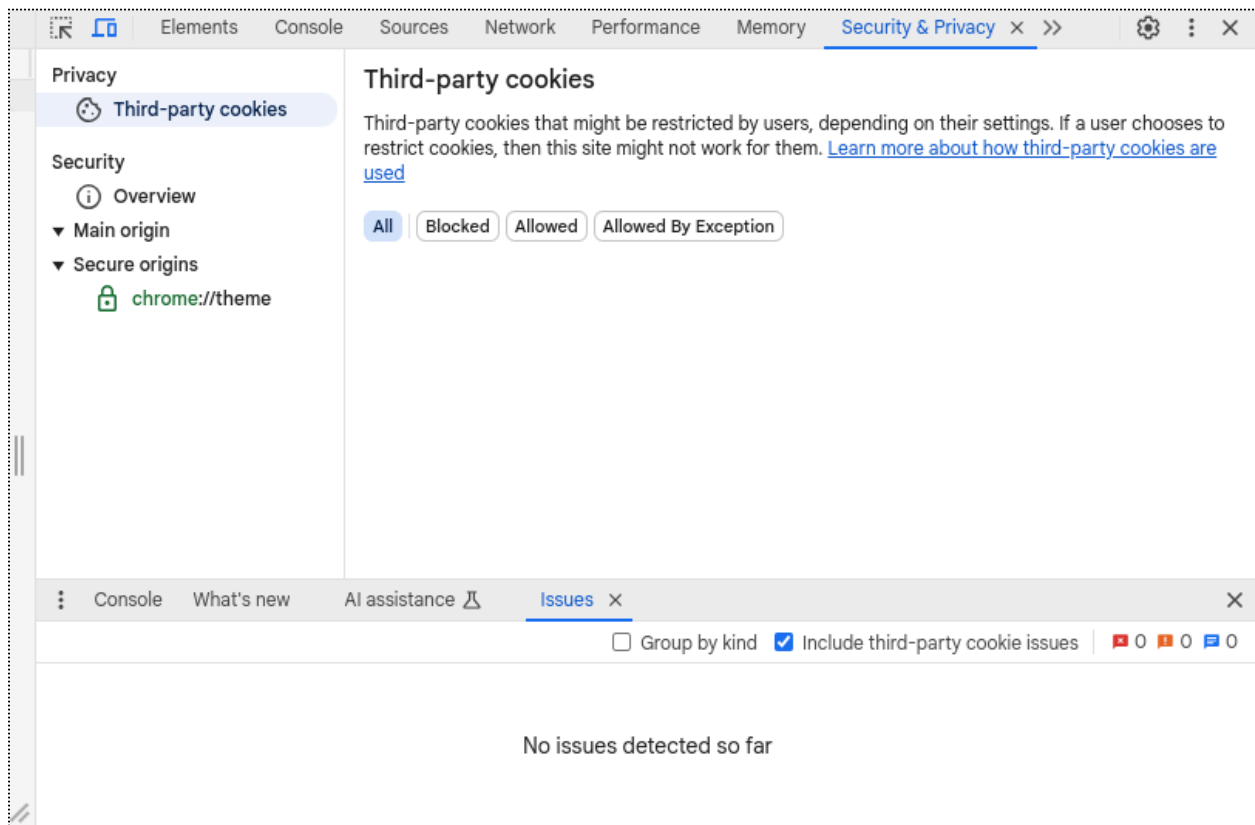 Elements Console Sources Network Performance Memory Security & Privacy
Privacy
Third-party cookies
Security
Overview
Main origin
Secure origins
chrome://theme
Third-party cookies
Third-party cookies that might be restricted by users, depending on their settings. If a user chooses to
restrict cookies, then this site might not work for them. Learn more about how third-party cookies are
used
All Blocked Allowed Allowed By Exception
Console What's new AI assistance Issues
Group by kind Include third-party cookie issues 0 0 0
No issues detected so far